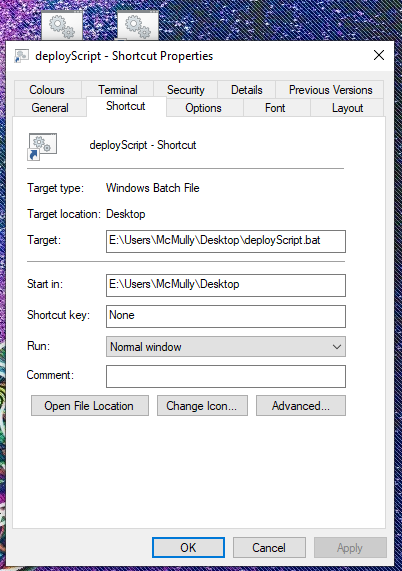 deployScript - Shortcut Properties
Colours Terminal Security Details Previous Versions
General Shortcut Options Font Layout
deployScript - Shortcut
Target type: Windows Batch File
Target location: Desktop
Target: E:\Users\McMully\Desktop\deployScript.bat
Start in: E:\Users\McMully\Desktop
Shortcut key: None
Run: Normal window
Comment:
Open File Location Change Icon... Advanced...
OK Cancel Apply